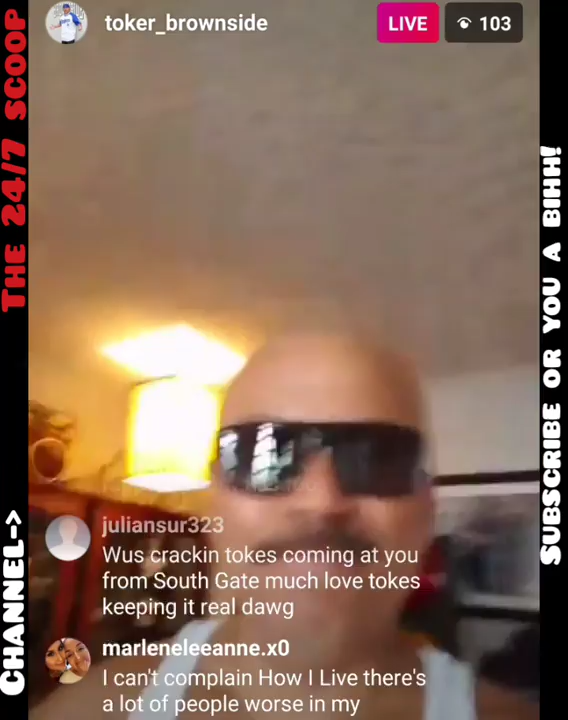 toker_brownside
LIVE
103
THE 24/7 SCOOP
CHANNEL->
SUBSCRIBE OR YOU A BIHH!
juliansur323
Wus crackin tokes coming at you
from South Gate much love tokes
keeping it real dawg
marleneleeanne.x0
I can't complain How I Live there's
a lot of people worse in my